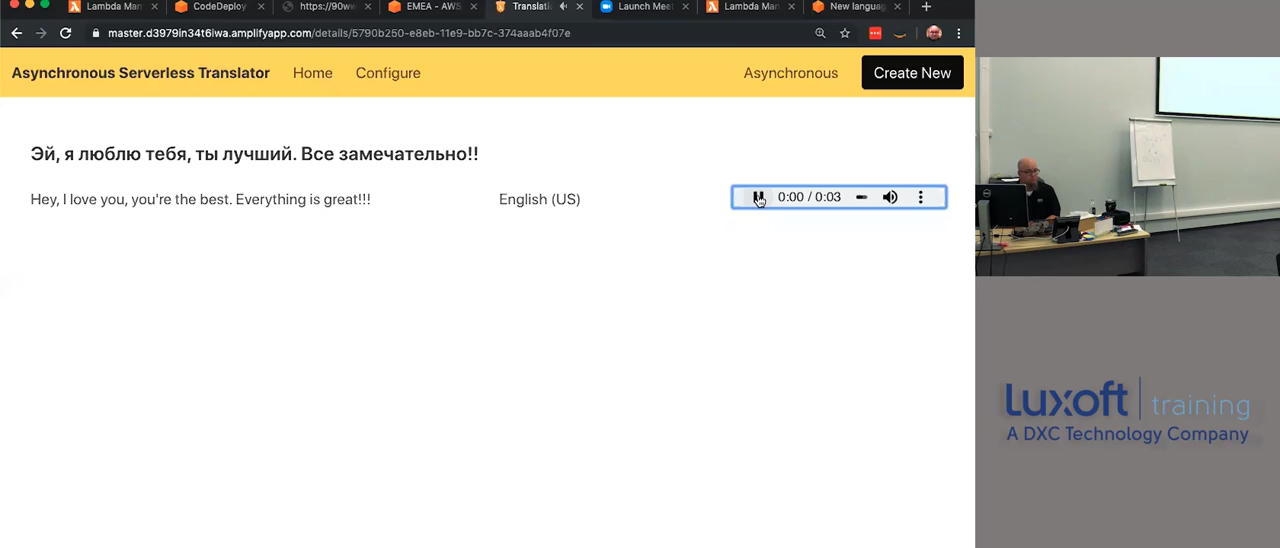 Lambda Man
CodeDeploy
https://90ww
EMEA - AWS
Translati
Launch Meet
Lambda Man
New languag
master.d3979in34t6iwa.amplifyapp.com/details/5790b250-e8eb-11e9-bb7c-374aaab4f07e
Asynchronous Serverless Translator Home Configure Asynchronous Create New
Эй, я люблю тебя, ты лучший. Все замечательно!!
Hey, I love you, you're the best. Everything is great!!! English (US) 0:00 / 0:03
luxoft training
A DXC Technology Company